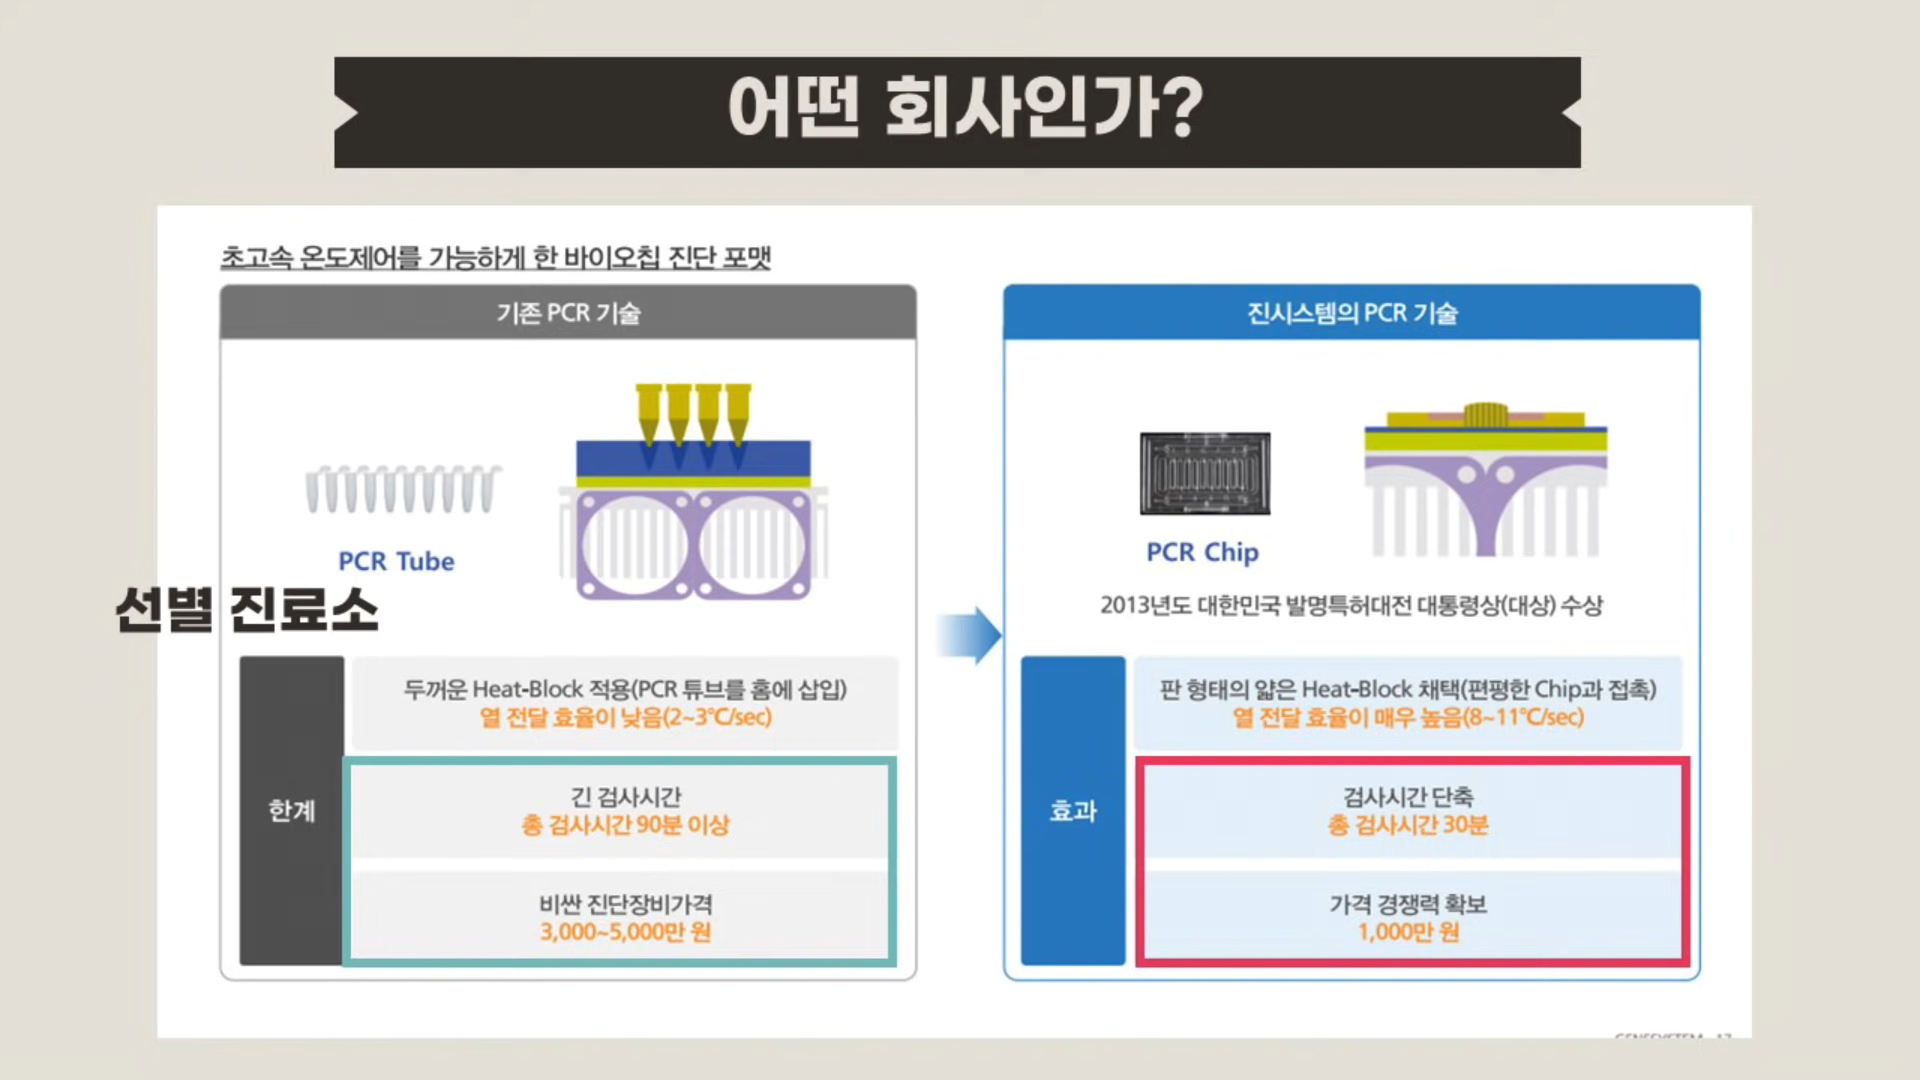 어떤 회사인가?
초고속 온도제어를 가능하게 한 바이오칩 진단 포맷
기존 PCR 기술
PCR Tube
선별 진료소
한계
두꺼운 Heat-Block 적용(PCR 튜브를 홈에 삽입)
열 전달 효율이 낮음(2~3℃/sec)
긴 검사시간
총 검사시간 90분 이상
비싼 진단장비가격
3,000~5,000만 원
진시스템의 PCR 기술
PCR Chip
2013년도 대한민국 발명특허대전 대통령상(대상) 수상
효과
판 형태의 얇은 Heat-Block 채택(편평한 Chip과 접촉)
열 전달 효율이 매우 높음(8~11℃/sec)
검사시간 단축
총 검사시간 30분
가격 경쟁력 확보
1,000만 원